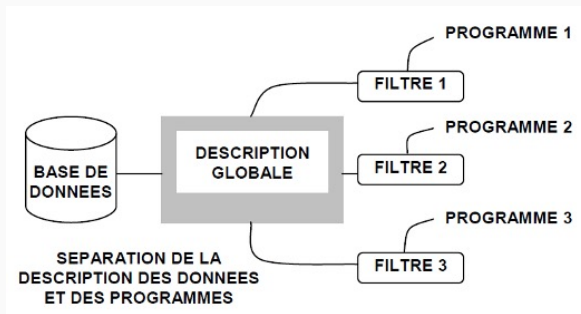 PROGRAMME 1
FILTRE 1
PROGRAMME 2
BASE DE
DONNEES
DESCRIPTION
GLOBALE
FILTRE 2
PROGRAMME 3
SEPARATION DE LA
DESCRIPTION DES DONNEES
ET DES PROGRAMMES
FILTRE 3